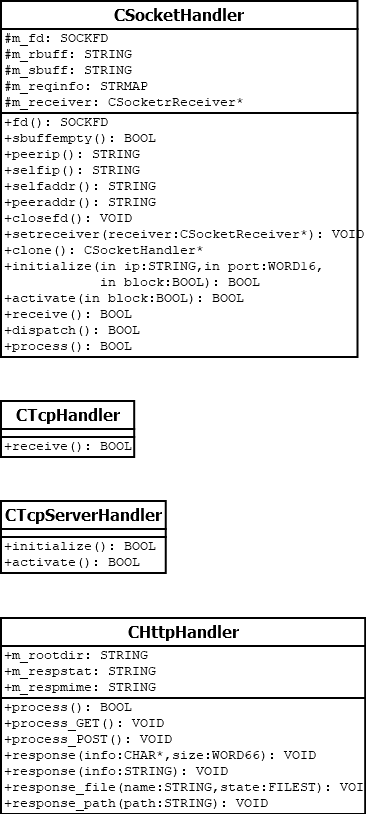 CSocketHandler
#m_fd: SOCKFD
#m_rbuff: STRING
#m_sbuff: STRING
#m_reqinfo: STRMAP
#m_receiver: CSocketrReceiver*
+fd(): SOCKFD
+sbuffempty(): BOOL
+peerip(): STRING
+selfip(): STRING
+selfaddr(): STRING
+peeraddr(): STRING
+closefd(): VOID
+setreceiver(receiver:CSocketReceiver*): VOID
+clone(): CSocketHandler*
+initialize(in ip:STRING,in port:WORD16,
in block:BOOL): BOOL
+activate(in block:BOOL): BOOL
+receive(): BOOL
+dispatch(): BOOL
+process(): BOOL
CTcpHandler
+receive(): BOOL
CTcpServerHandler
+initialize(): BOOL
+activate(): BOOL
CHttpHandler
+m_rootdir: STRING
+m_respstat: STRING
+m_respmime: STRING
+process(): BOOL
+process_GET(): VOID
+process_POST(): VOID
+response(info:CHAR*,size:WORD66): VOID
+response(info:STRING): VOID
+response_file(name:STRING,state:FILEST): VOI
+response_path(path:STRING): VOID